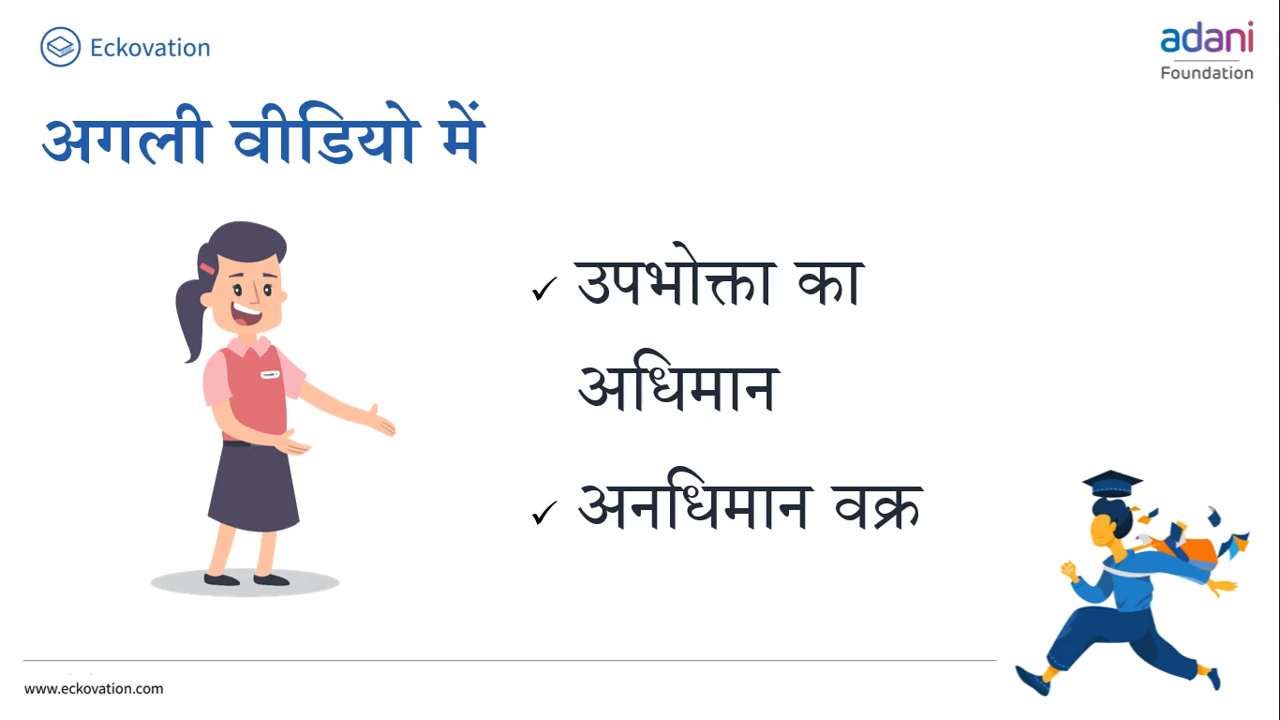 Eckovation
adani
Foundation
अगली वीडियो में
✓ उपभोक्ता का
अधिमान
✓ अनधिमान वक्र
www.eckovation.com